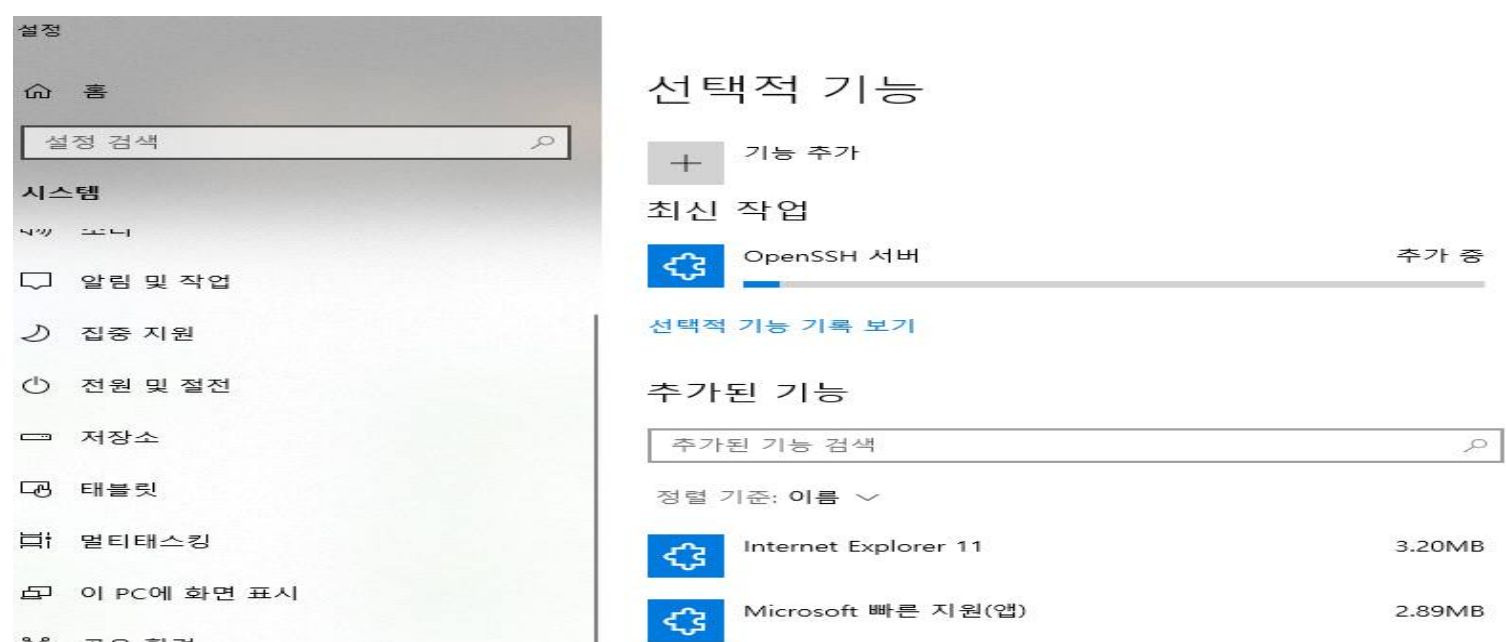 설정
홈
설정 검색
시스템
알림 및 작업
집중 지원
전원 및 절전
저장소
태블릿
멀티태스킹
이 PC에 화면 표시
선택적 기능
기능 추가
최신 작업
OpenSSH 서버 추가 중
선택적 기능 기록 보기
추가된 기능
추가된 기능 검색
정렬 기준: 이름
Internet Explorer 11 3.20MB
Microsoft 빠른 지원(앱) 2.89MB